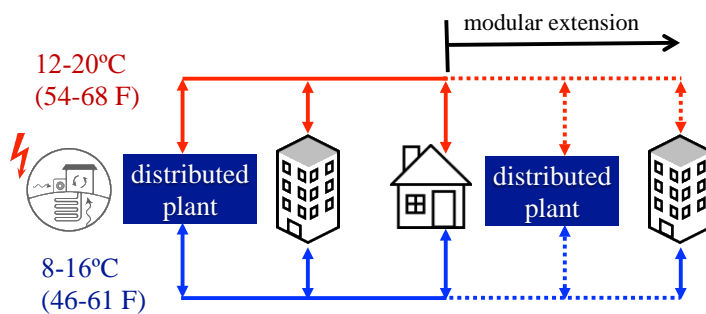 modular extension
12-20ºC
(54-68 F)
distributed
plant
distributed
plant
8-16ºC
(46-61 F)